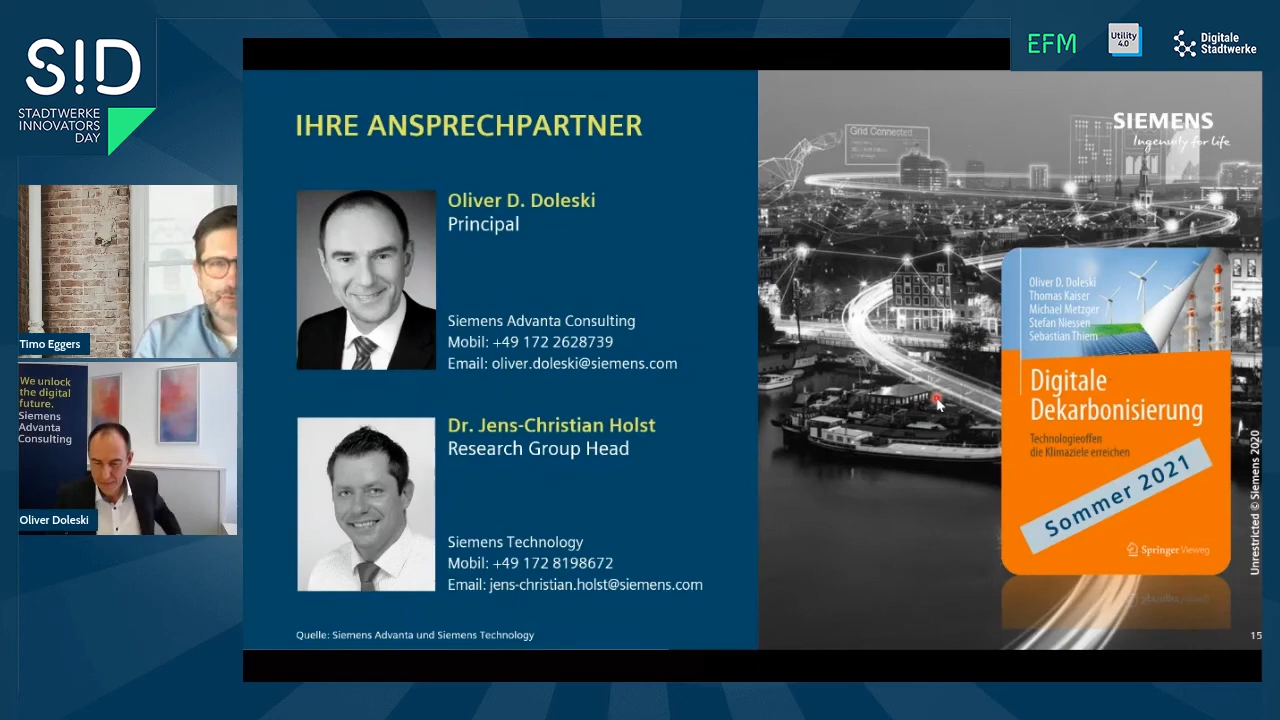 S!D
STADTWERKE
INNOVATORS
DAY
EFM
Utility
4.0
Digitale
Stadtwerke
Timo Eggers
We unlock
the digital
future.
Siemens
Advanta
Consulting
Oliver Doleski
IHRE ANSPRECHPARTNER
Oliver D. Doleski
Principal
Siemens Advanta Consulting
Mobil: +49 172 2628739
Email: oliver.doleski@siemens.com
Dr. Jens-Christian Holst
Research Group Head
Siemens Technology
Mobil: +49 172 8198672
Email: jens-christian.holst@siemens.com
Quelle: Siemens Advanta und Siemens Technology
Grid Connected
SIEMENS
Ingenuity for life
Oliver D. Doleski
Thomas Kaiser
Michael Metzger
Stefan Niessen
Sebastian Thiem
Digitale
Dekarbonisierung
Technologieoffen
die Klimaziele erreichen
Sommer 2021
Springer Vieweg
Unrestricted © Siemens 2020
15